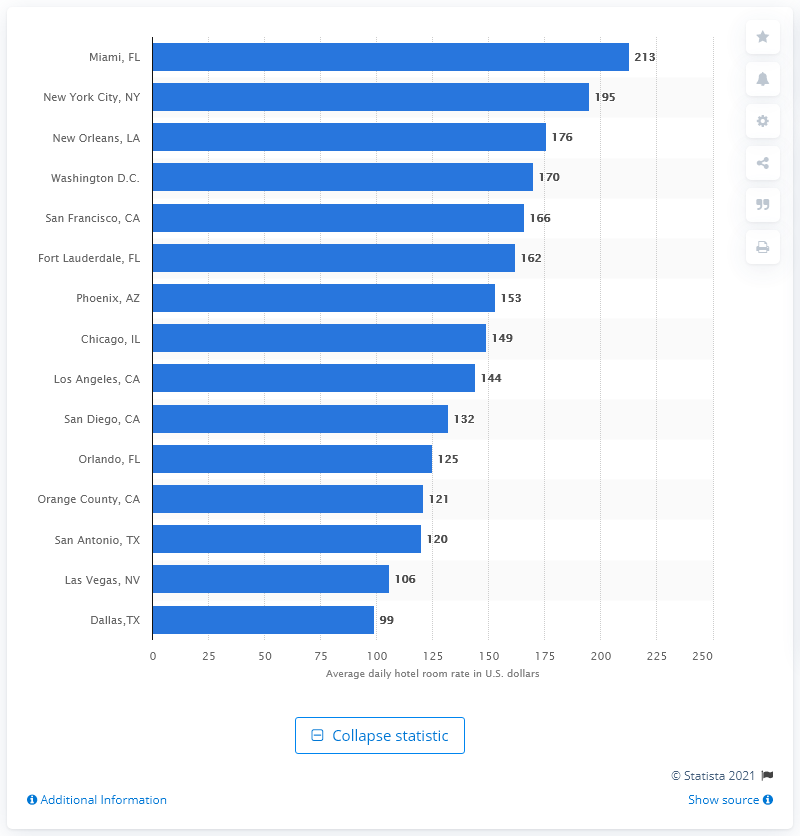 Miami, FL 213
New York City, NY 195
New Orleans, LA 176
Washington D.C. 170
San Francisco, CA 166
Fort Lauderdale, FL 162
Phoenix, AZ 153
Chicago, IL 149
Los Angeles, CA 144
San Diego, CA 132
Orlando, FL 125
Orange County, CA 121
San Antonio, TX 120
Las Vegas, NV 106
Dallas,TX 99
0 25 50 75 100 125 150 175 200 225 250
Average daily hotel room rate in U.S. dollars
Collapse statistic
© Statista 2021
Additional Information Show source